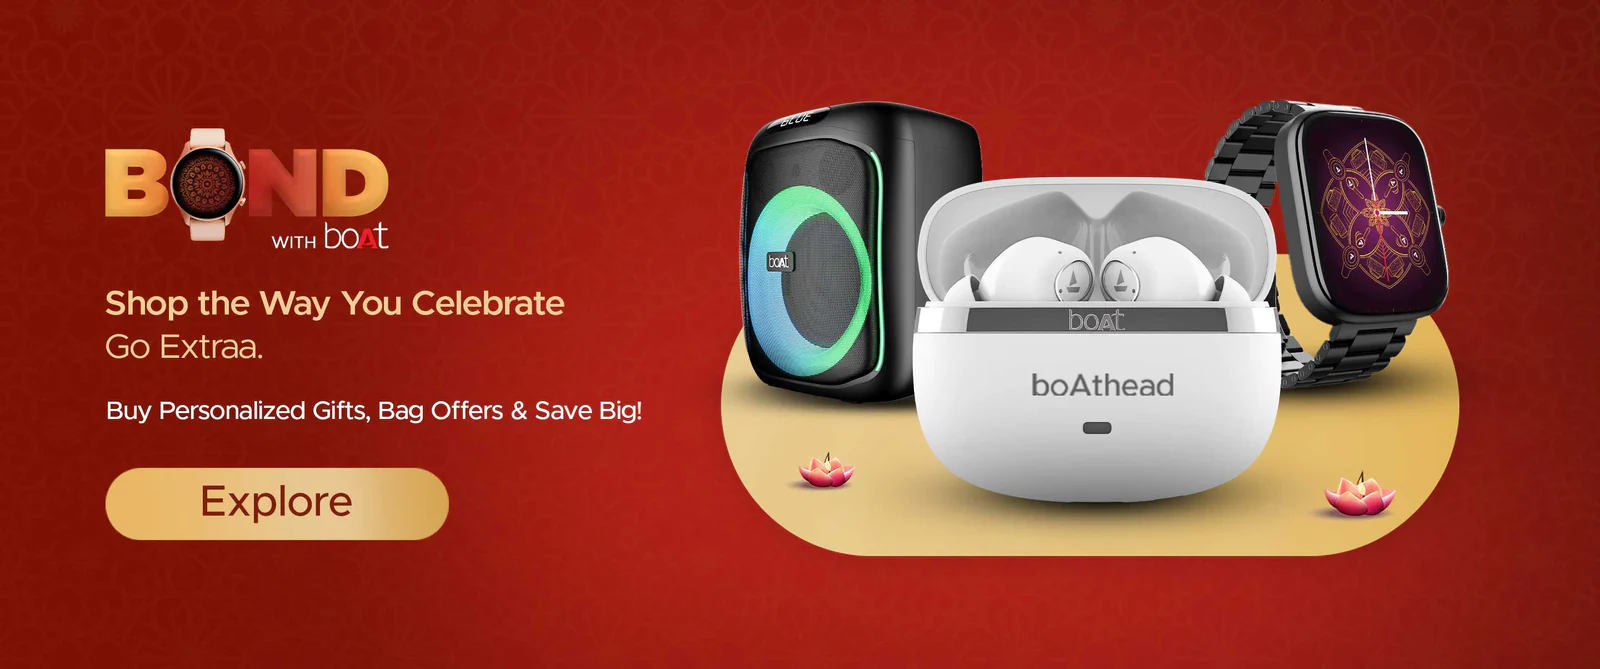 BOND
WITH boAt
Shop the Way You Celebrate
Go Extraa.
Buy Personalized Gifts, Bag Offers & Save Big!
Explore
BLUE
boAt
boAt
boAthead